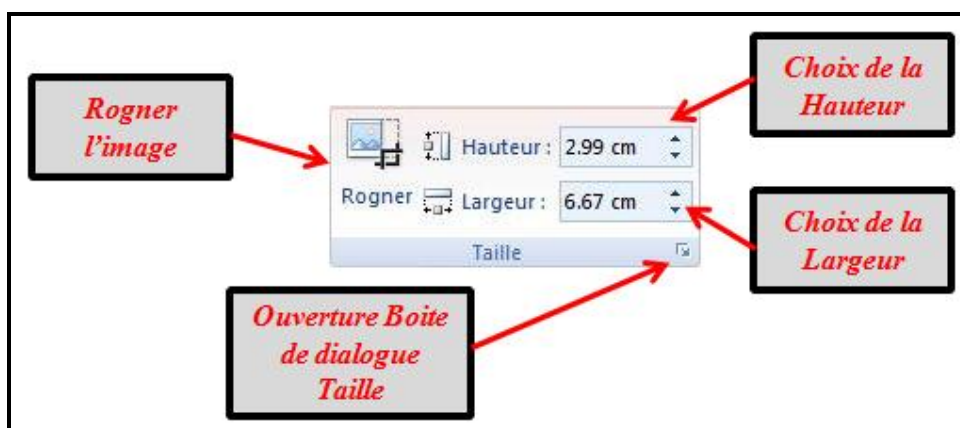 Choix de la
Hauteur
Rogner
l'image
Hauteur : 2.99 cm
Rogner Largeur : 6.67 cm
Taille
Choix de la
Largeur
Ouverture Boite
de dialogue
Taille